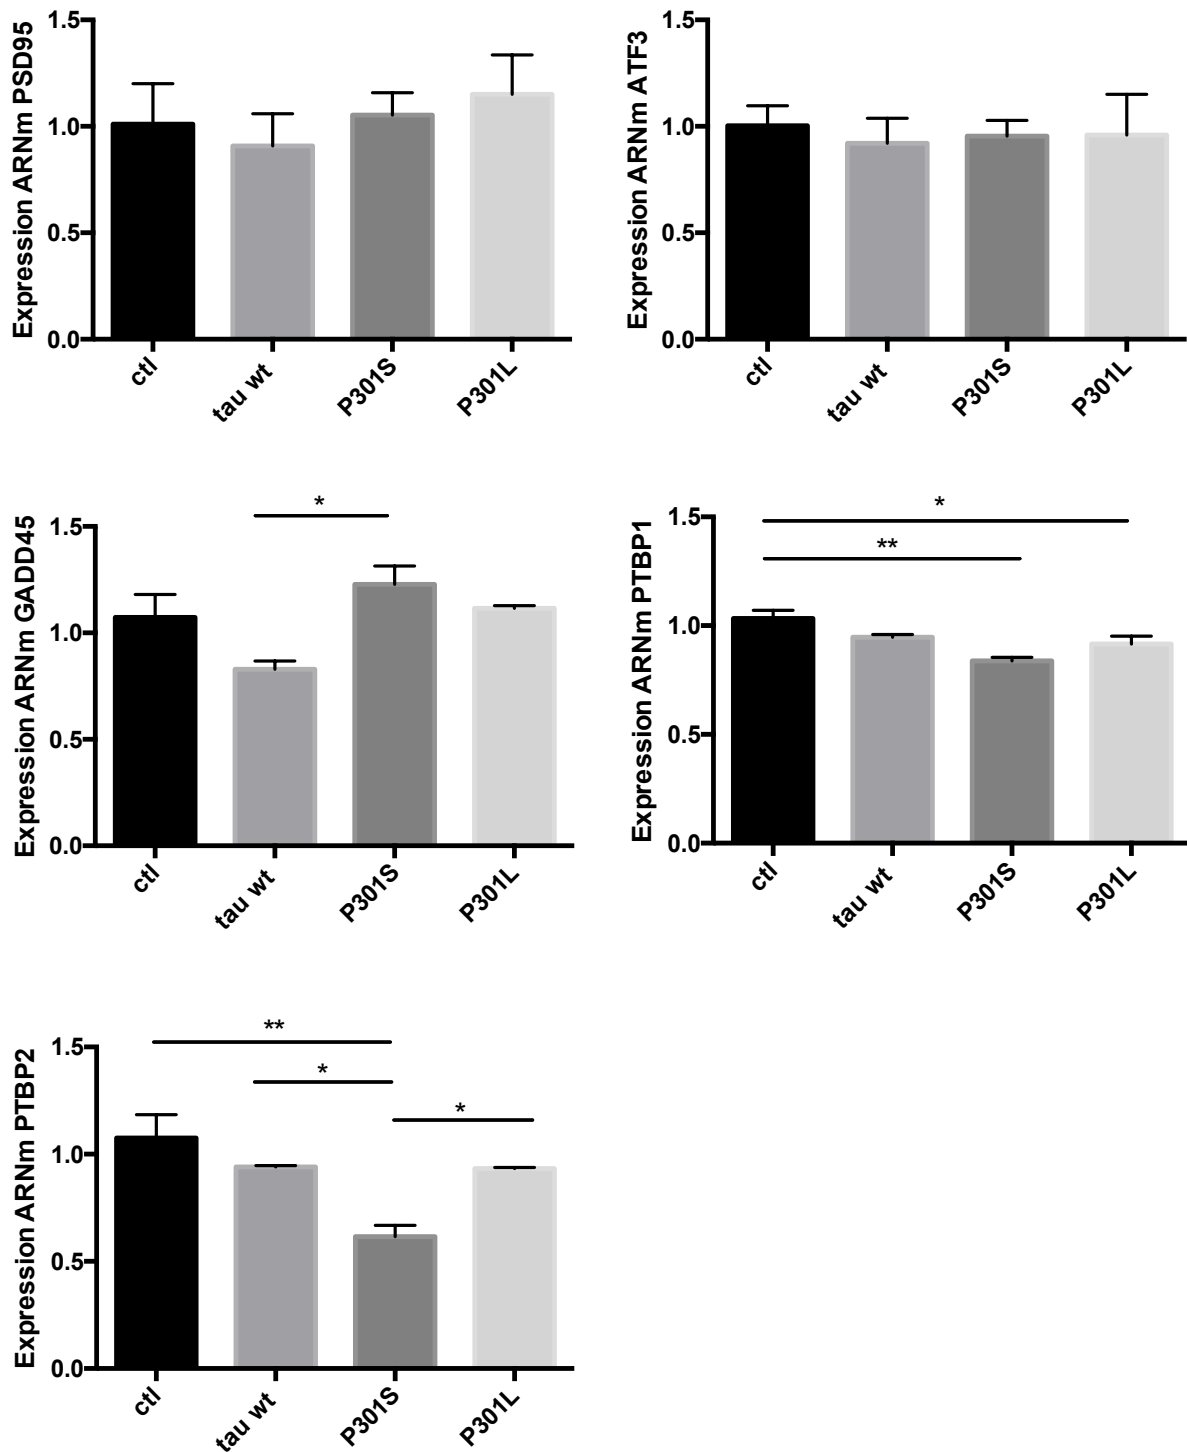 Expression ARNm PSD95
1.5
1.0
0.5
0.0
ctl
tau wt
P301S
P301L
Expression ARNm ATF3
1.5
1.0
0.5
0.0
ctl
tau wt
P301S
P301L
Expression ARNm GADD45
1.5
1.0
0.5
0.0
*
ctl
tau wt
P301S
P301L
Expression ARNm PTBP1
1.5
1.0
0.5
0.0
*
**
ctl
tau wt
P301S
P301L
Expression ARNm PTBP2
1.5
1.0
0.5
0.0
**
*
*
ctl
tau wt
P301S
P301L